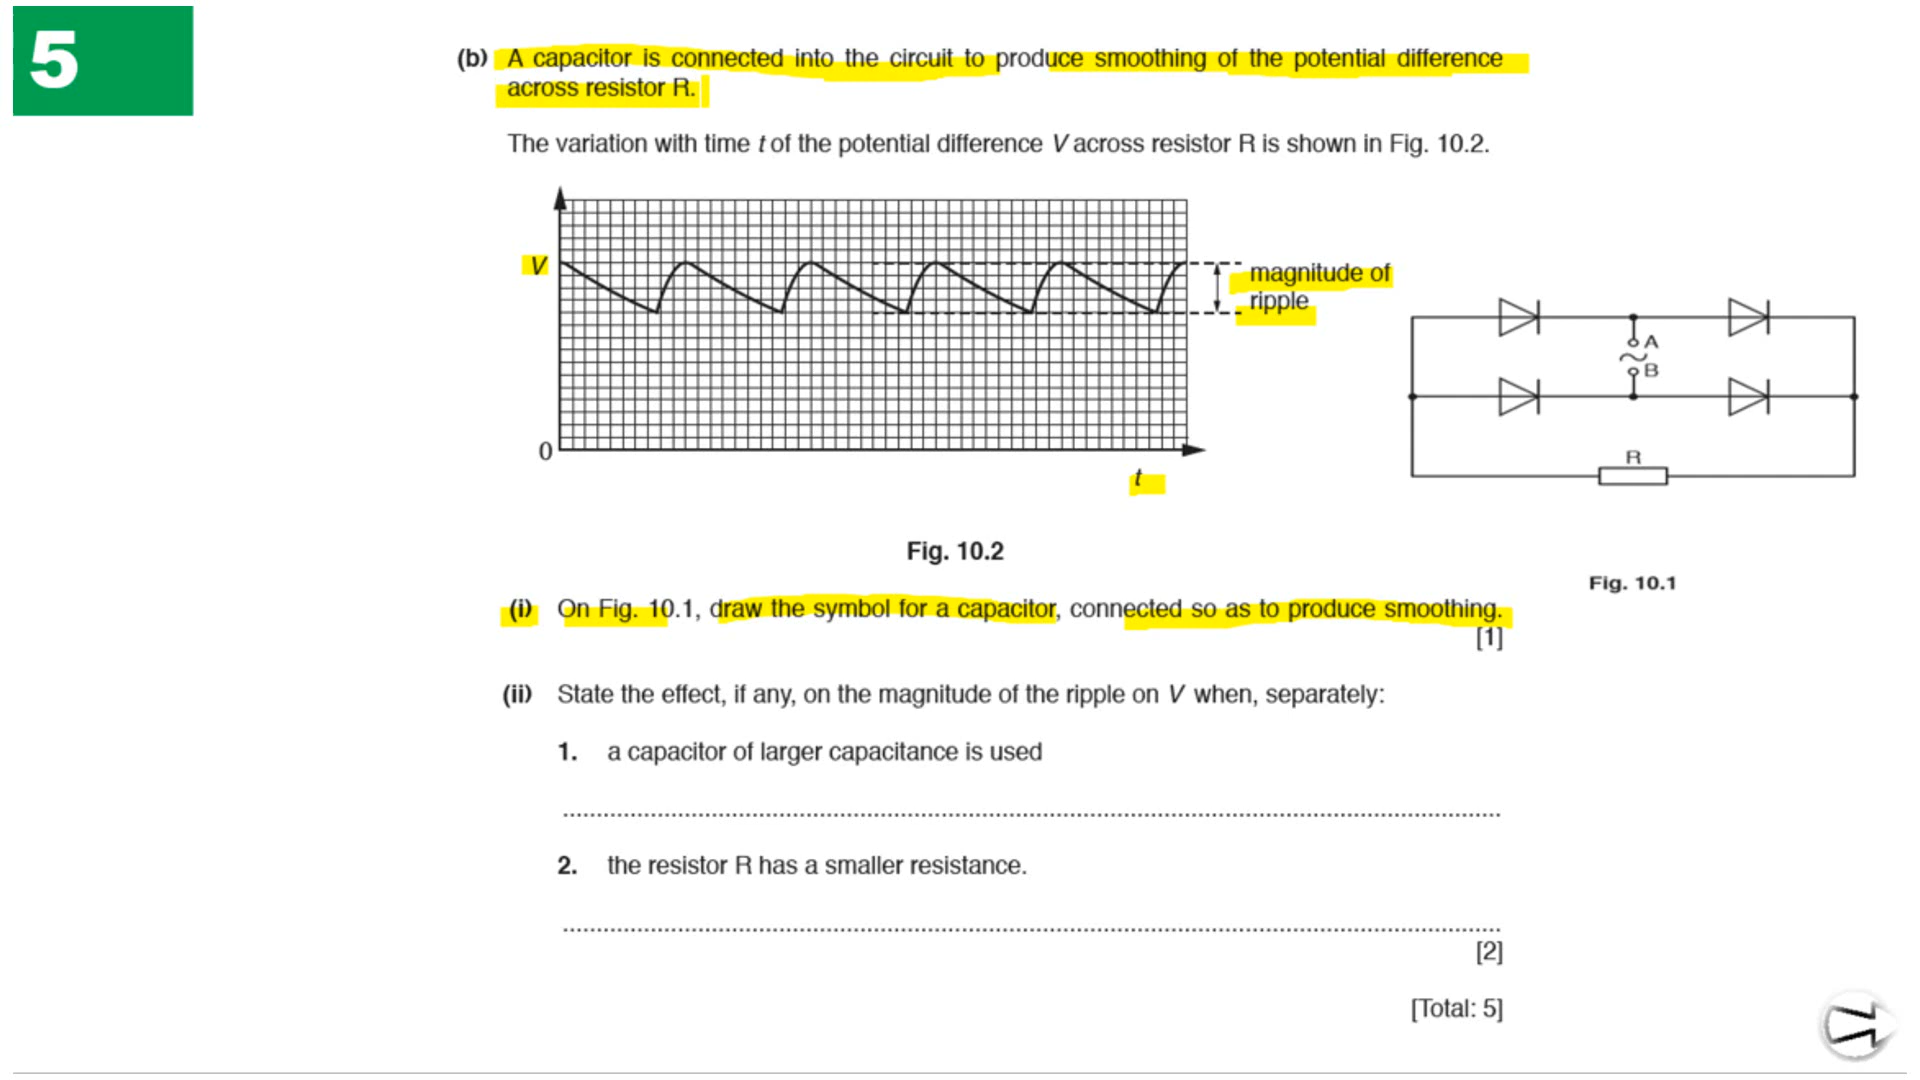 5
(b) A capacitor is connected into the circuit to produce smoothing of the potential difference
across resistor R.
The variation with time t of the potential difference V across resistor R is shown in Fig. 10.2.
V
magnitude of
ripple
A
B
0
R
t
Fig. 10.2
Fig. 10.1
(i) On Fig. 10.1, draw the symbol for a capacitor, connected so as to produce smoothing.
[1]
(ii) State the effect, if any, on the magnitude of the ripple on V when, separately:
1. a capacitor of larger capacitance is used
2. the resistor R has a smaller resistance.
[2]
[Total: 5]